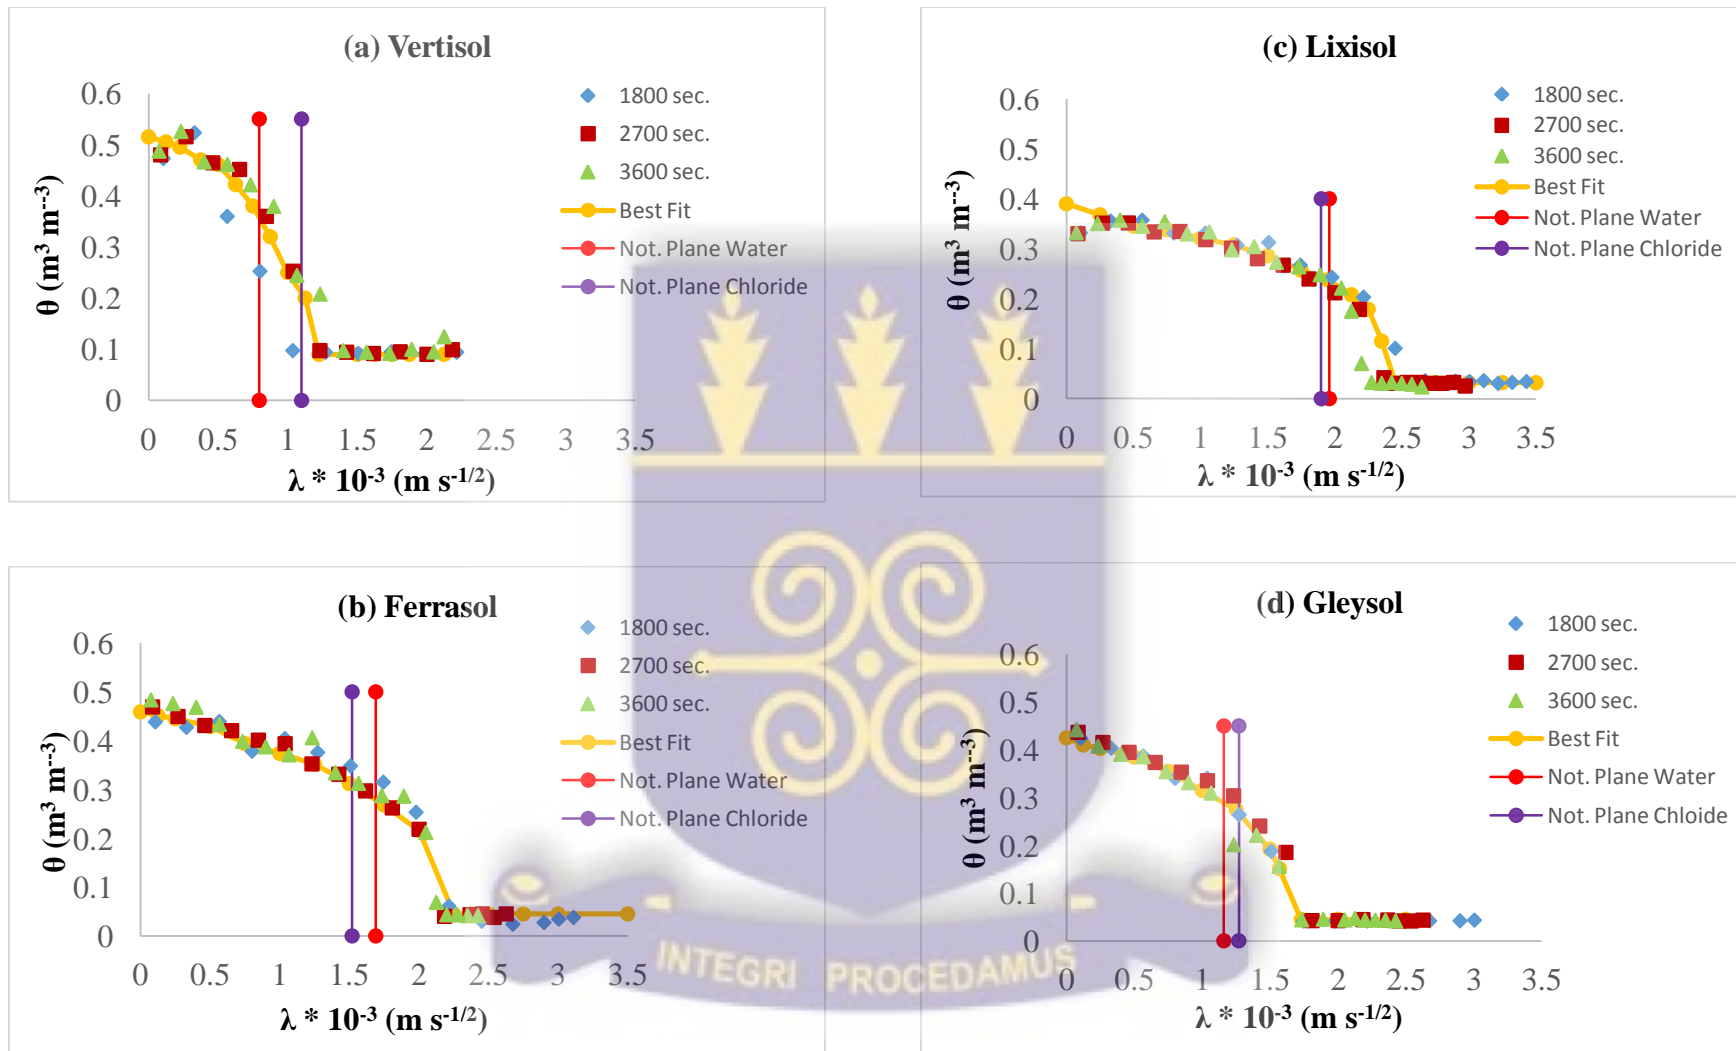 (a) Vertisol
0.6
0.5
0.4
0.3
0.2
0.1
0
θ (m³ m⁻⁻³)
0 0.5 1 1.5 2 2.5 3 3.5
λ * 10⁻³ (m s⁻¹/²)
1800 sec.
2700 sec.
3600 sec.
Best Fit
Not. Plane Water
Not. Plane Chloride
(c) Lixisol
0.6
0.5
0.4
0.3
0.2
0.1
0
θ (m³ m⁻⁻³)
0 0.5 1 1.5 2 2.5 3 3.5
λ * 10⁻³ (m s⁻¹/²)
1800 sec.
2700 sec.
3600 sec.
Best Fit
Not. Plane Water
Not. Plane Chloride
(b) Ferrasol
0.6
0.5
0.4
0.3
0.2
0.1
0
θ (m³ m⁻⁻³)
0 0.5 1 1.5 2 2.5 3 3.5
λ * 10⁻³ (m s⁻¹/²)
1800 sec.
2700 sec.
3600 sec.
Best Fit
Not. Plane Water
Not. Plane Chloride
(d) Gleysol
0.6
0.5
0.4
0.3
0.2
0.1
0
θ (m³ m⁻⁻³)
0 0.5 1 1.5 2 2.5 3 3.5
λ * 10⁻³ (m s⁻¹/²)
1800 sec.
2700 sec.
3600 sec.
Best Fit
Not. Plane Water
Not. Plane Chloide
INTEGRI PROCEDAMUS